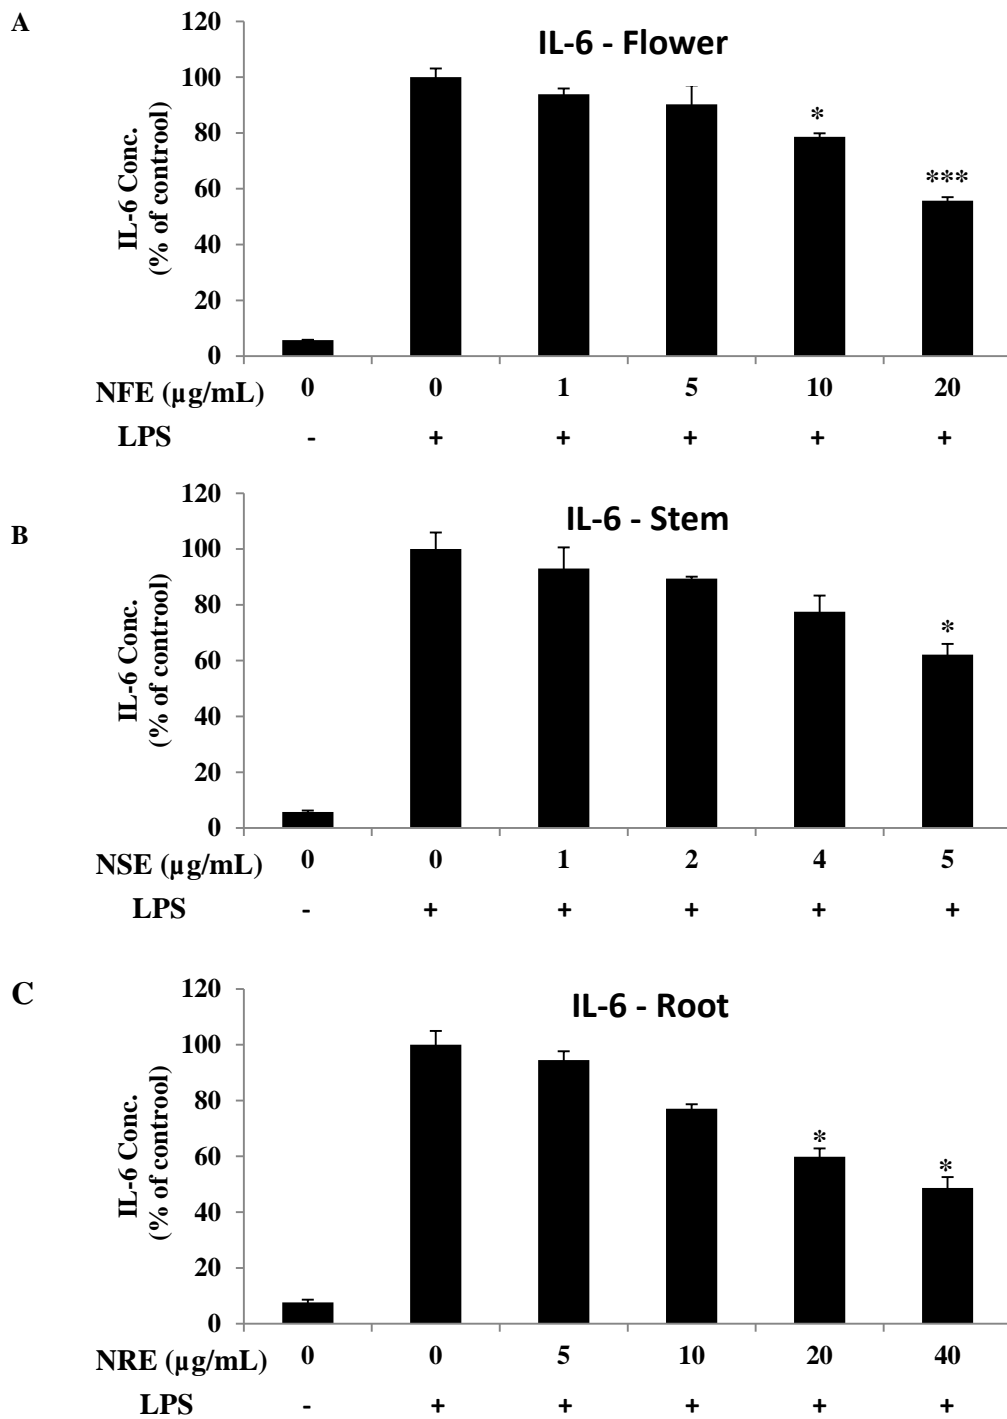 A
IL-6 - Flower
IL-6 Conc.
(% of controol)
120
100
80
60
40
20
0
*
***
NFE (µg/mL) 0 0 1 5 10 20
LPS - + + + + +
B
IL-6 - Stem
IL-6 Conc.
(% of controol)
120
100
80
60
40
20
0
*
NSE (µg/mL) 0 0 1 2 4 5
LPS - + + + + +
C
IL-6 - Root
IL-6 Conc.
(% of controol)
120
100
80
60
40
20
0
*
*
NRE (µg/mL) 0 0 5 10 20 40
LPS - + + + + +